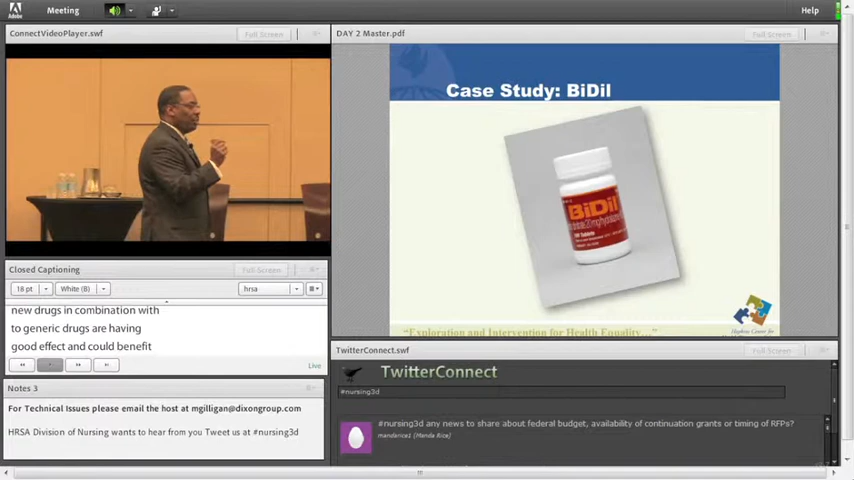 Adobe
Meeting
Help
ConnectVideoPlayer.swf
Full Screen
DAY 2 Master.pdf
Full Screen
Case Study: BiDil
BiDil
"Exploration and Intervention for Health Equality..."
Closed Captioning
Full Screen
18 pt
White (B)
hrsa
new drugs in combination with
to generic drugs are having
good effect and could benefit
Live
Notes 3
For Technical Issues please email the host at mgilligan@dixongroup.com
HRSA Division of Nursing wants to hear from you Tweet us at #nursing3d
TwitterConnect.swf
Full Screen
TwitterConnect
#nursing3d
#nursing3d any news to share about federal budget, availability of continuation grants or timing of RFPs?